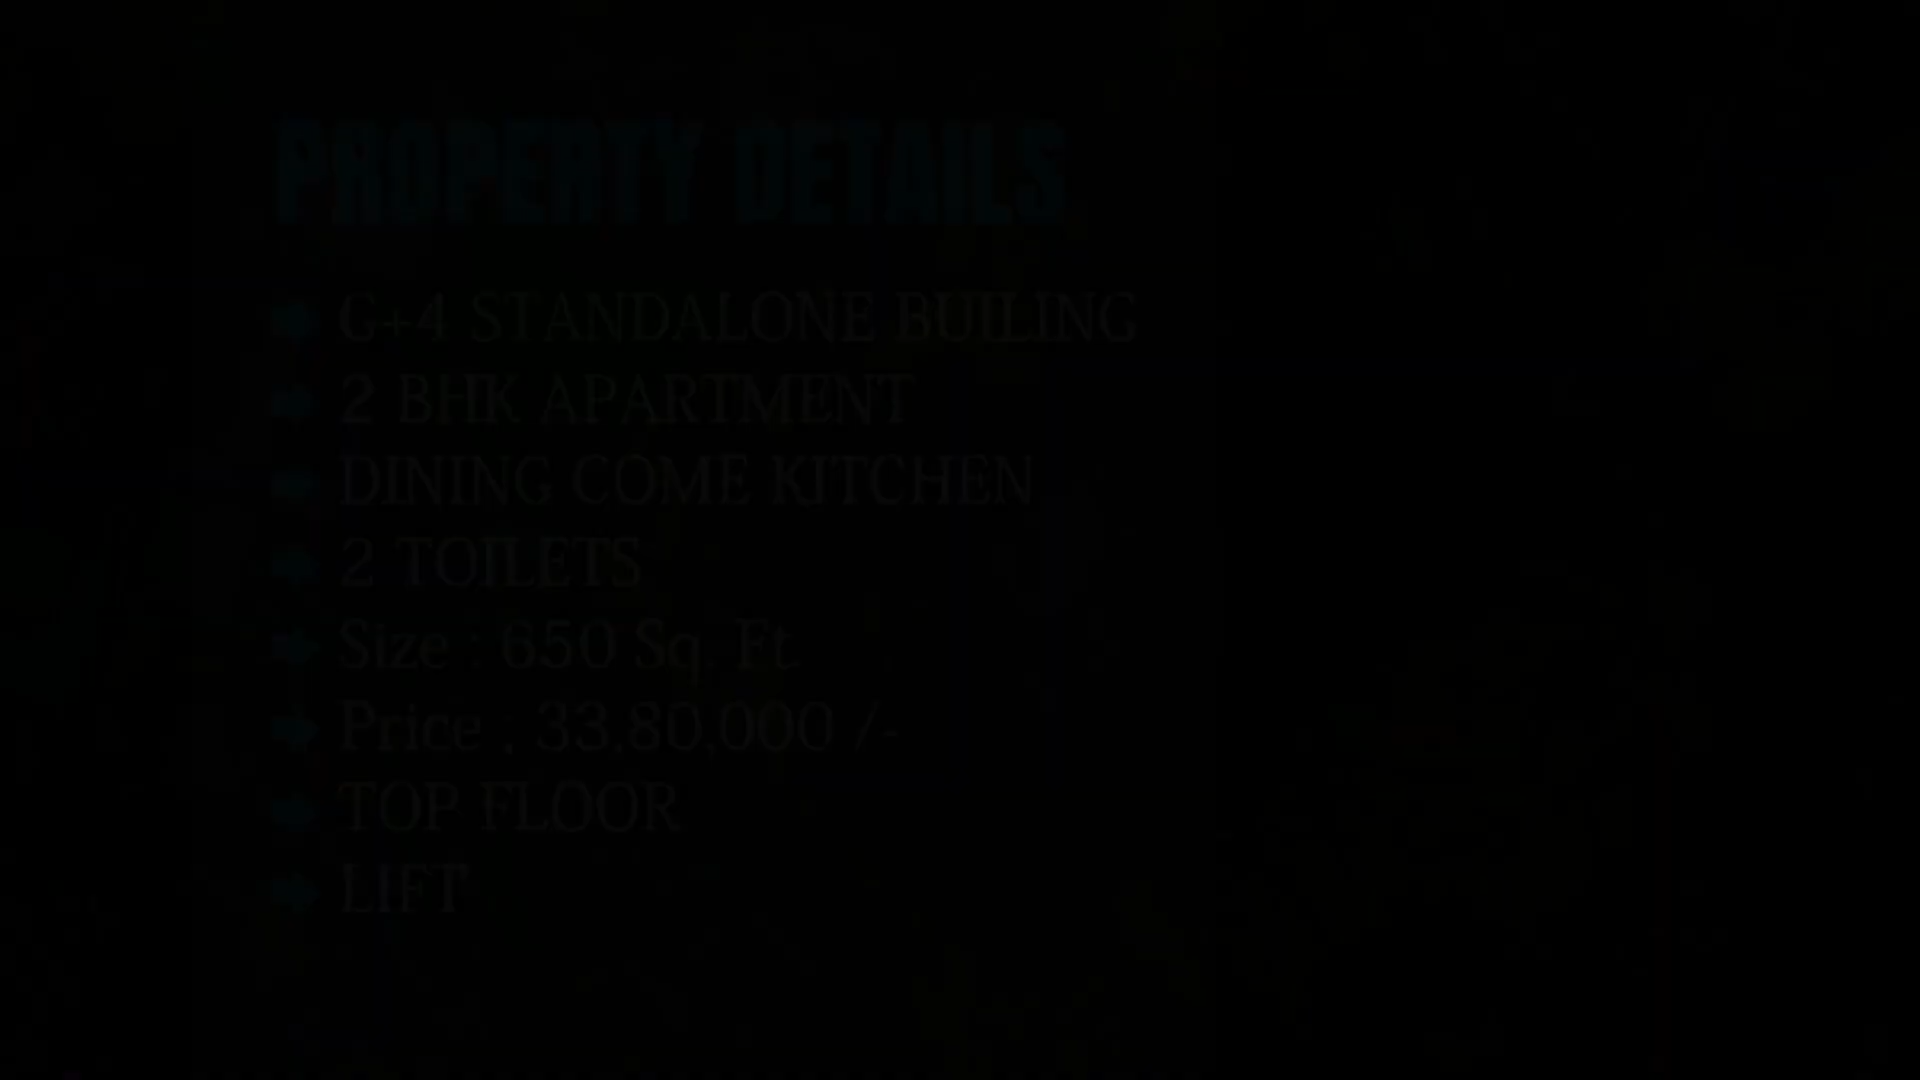 PROPERTY DETAILS
G+4 STANDALONE BUILING
2 BHK APARTMENT
DINING COME KITCHEN
2 TOILETS
Size : 650 Sq. Ft.
Price : 33,80,000 /-
TOP FLOOR
LIFT